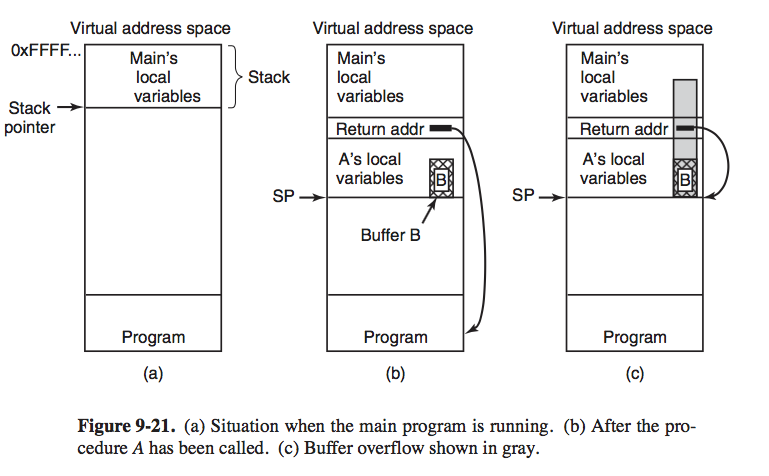 Virtual address space
0xFFFF...
Main's
local
variables
Stack
Stack
pointer
Program
(a)
Virtual address space
Main's
local
variables
Return addr
A's local
variables
B
SP
Buffer B
Program
(b)
Virtual address space
Main's
local
variables
Return addr
A's local
variables
B
SP
Program
(c)
Figure 9-21. (a) Situation when the main program is running. (b) After the pro-
cedure A has been called. (c) Buffer overflow shown in gray.